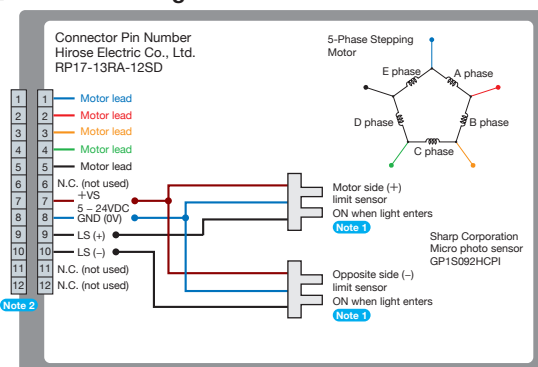 Connector Pin Number
Hirose Electric Co., Ltd.
RP17-13RA-12SD
5-Phase Stepping
Motor
E phase
A phase
D phase
B phase
C phase
1 1 Motor lead
2 2 Motor lead
3 3 Motor lead
4 4 Motor lead
5 5 Motor lead
6 6 N.C. (not used)
7 7 +VS
5 – 24VDC
8 8 GND (0V)
9 9 LS (+)
10 10 LS (−)
11 11 N.C. (not used)
12 12 N.C. (not used)
Note 2
Motor side (+)
limit sensor
ON when light enters
Note 1
Sharp Corporation
Micro photo sensor
GP1S092HCPI
Opposite side (−)
limit sensor
ON when light enters
Note 1